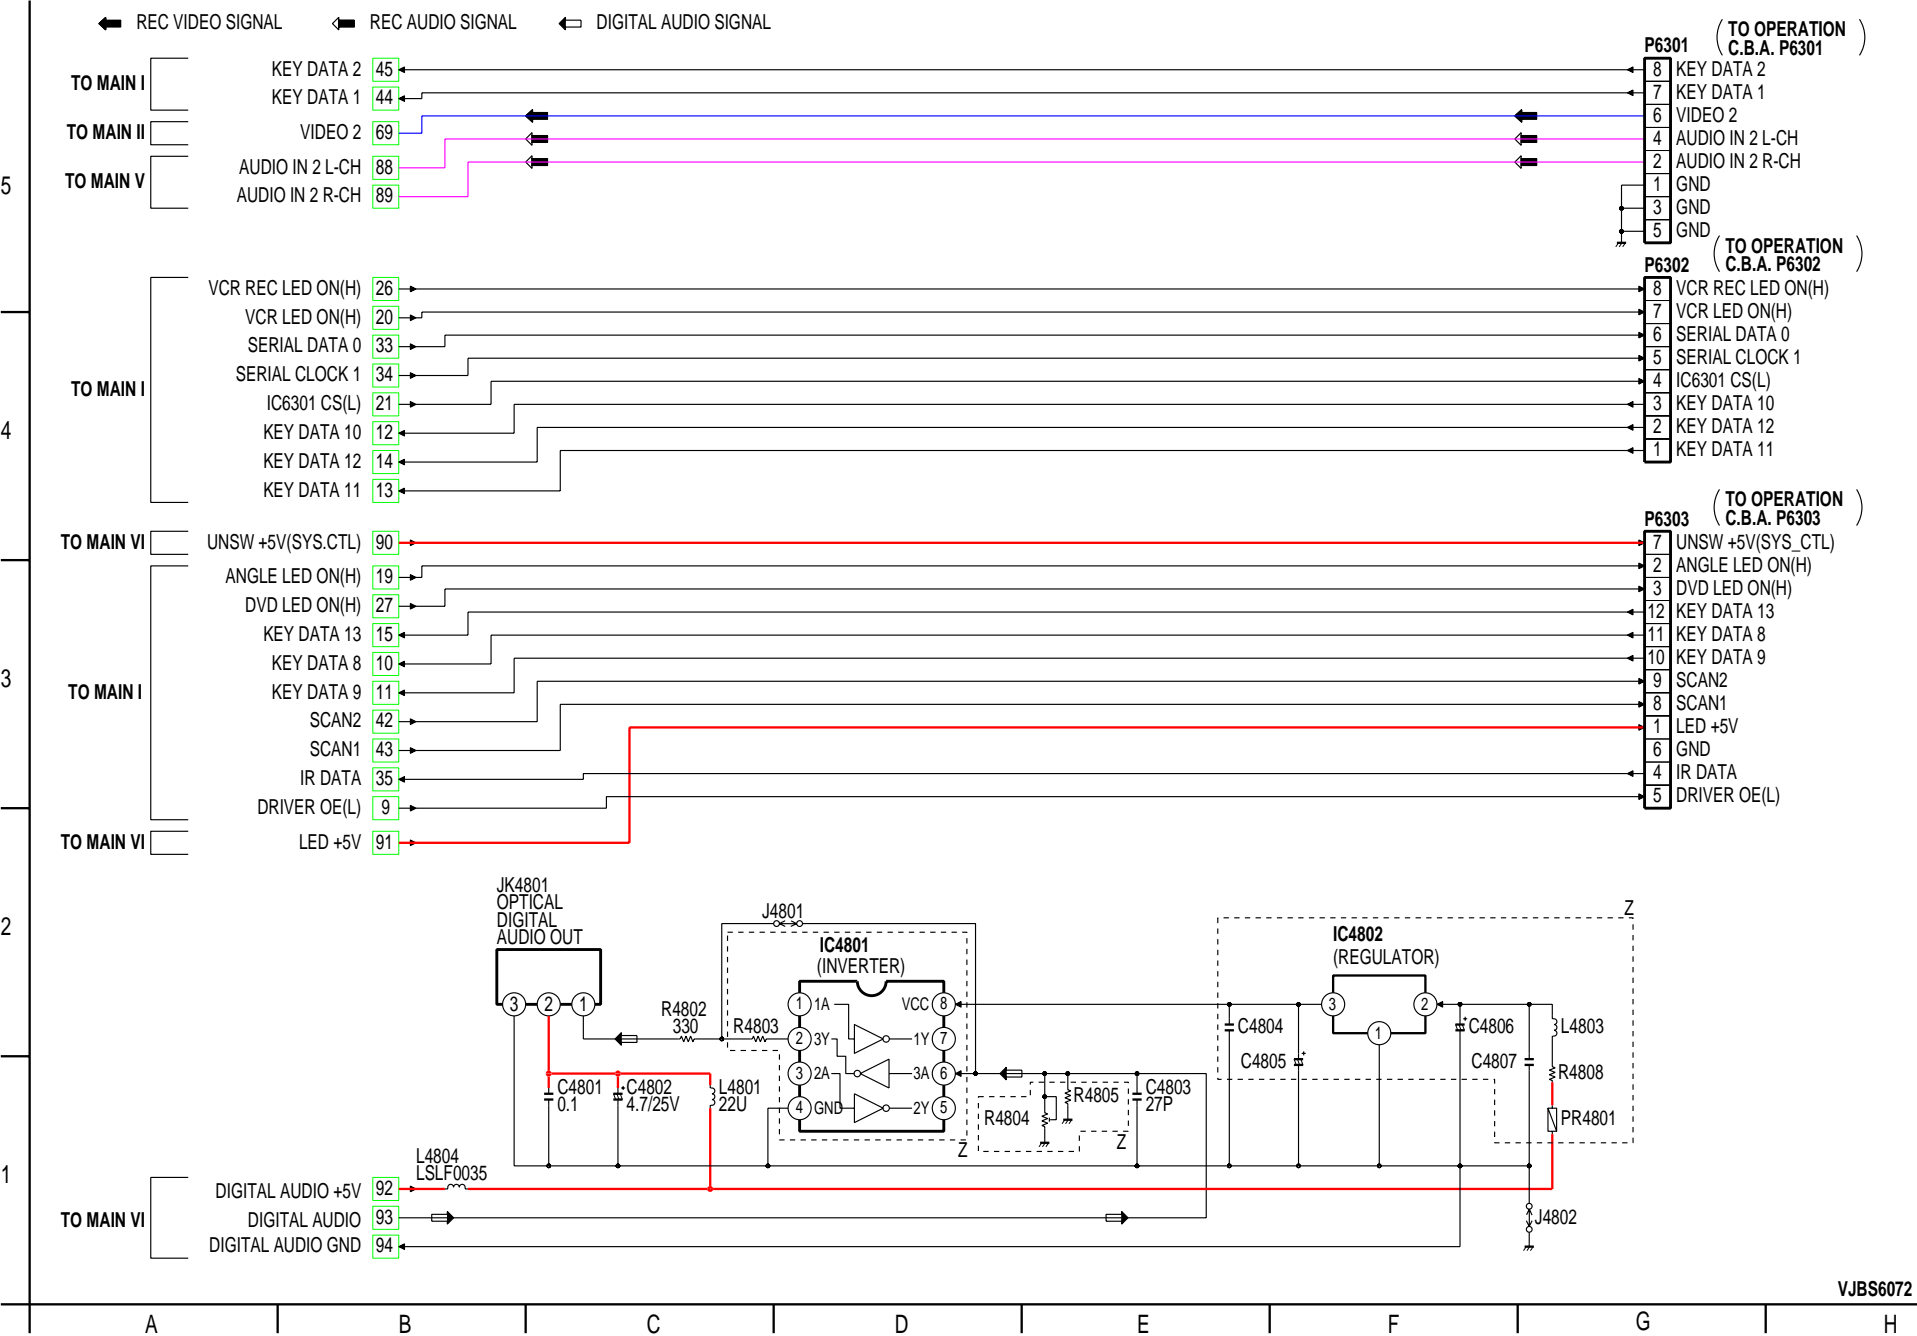 REC VIDEO SIGNAL REC AUDIO SIGNAL DIGITAL AUDIO SIGNAL
P6301 (TO OPERATION
C.B.A. P6301)
TO MAIN I KEY DATA 2 45 8 KEY DATA 2
KEY DATA 1 44 7 KEY DATA 1
TO MAIN II VIDEO 2 69 6 VIDEO 2
TO MAIN V AUDIO IN 2 L-CH 88 4 AUDIO IN 2 L-CH
AUDIO IN 2 R-CH 89 2 AUDIO IN 2 R-CH
5
1 GND
3 GND
5 GND
P6302 (TO OPERATION
C.B.A. P6302)
VCR REC LED ON(H) 26 8 VCR REC LED ON(H)
VCR LED ON(H) 20 7 VCR LED ON(H)
SERIAL DATA 0 33 6 SERIAL DATA 0
SERIAL CLOCK 1 34 5 SERIAL CLOCK 1
TO MAIN I
IC6301 CS(L) 21 4 IC6301 CS(L)
KEY DATA 10 12 3 KEY DATA 10
4
KEY DATA 12 14 2 KEY DATA 12
KEY DATA 11 13 1 KEY DATA 11
P6303 (TO OPERATION
C.B.A. P6303)
TO MAIN VI UNSW +5V(SYS.CTL) 90 7 UNSW +5V(SYS_CTL)
ANGLE LED ON(H) 19 2 ANGLE LED ON(H)
DVD LED ON(H) 27 3 DVD LED ON(H)
KEY DATA 13 15 12 KEY DATA 13
KEY DATA 8 10 11 KEY DATA 8
3
TO MAIN I
KEY DATA 9 11 10 KEY DATA 9
SCAN2 42 9 SCAN2
SCAN1 43 8 SCAN1
1 LED +5V
6 GND
IR DATA 35 4 IR DATA
DRIVER OE(L) 9 5 DRIVER OE(L)
TO MAIN VI LED +5V 91
JK4801
OPTICAL
DIGITAL
AUDIO OUT
2
J4801
Z
IC4801
(INVERTER)
IC4802
(REGULATOR)
3 2 1
R4802
330
R4803
1 1A VCC 8
2 3Y 1Y 7
3 2A 3A 6
4 GND 2Y 5
3 2
1
C4804
C4805
C4806
C4807
L4803
R4808
PR4801
C4801
0.1
C4802
4.7/25V
L4801
22U
R4804
R4805
C4803
27P
Z
Z
L4804
LSLF0035
1
TO MAIN VI
DIGITAL AUDIO +5V 92
DIGITAL AUDIO 93
DIGITAL AUDIO GND 94
J4802
VJBS6072
A B C D E F G H